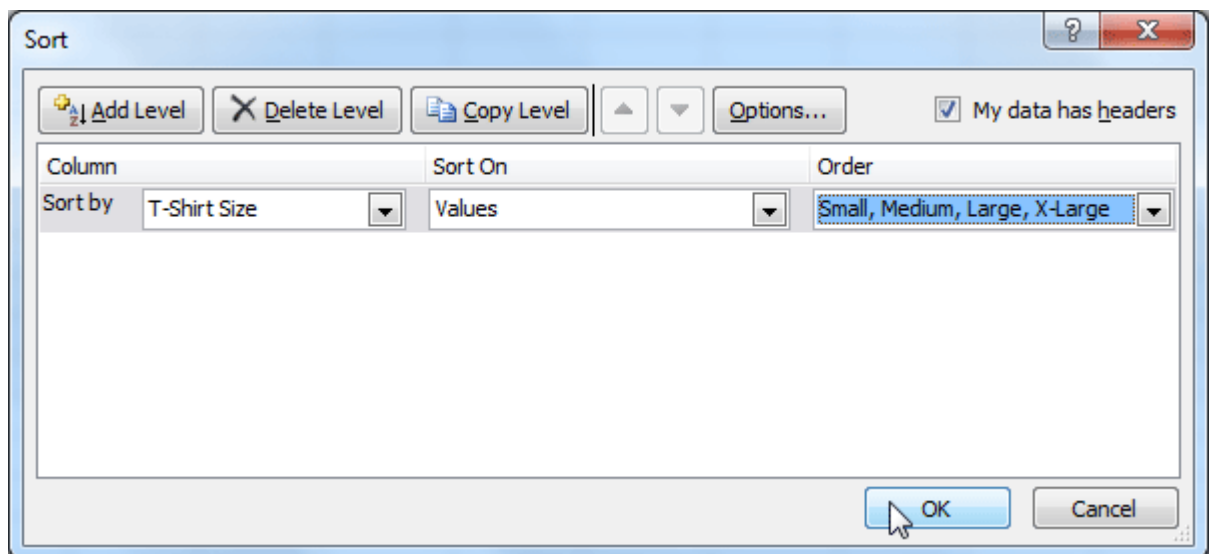 Sort
Add Level Delete Level Copy Level Options... My data has headers
Column Sort On Order
Sort by T-Shirt Size Values Small, Medium, Large, X-Large
OK Cancel